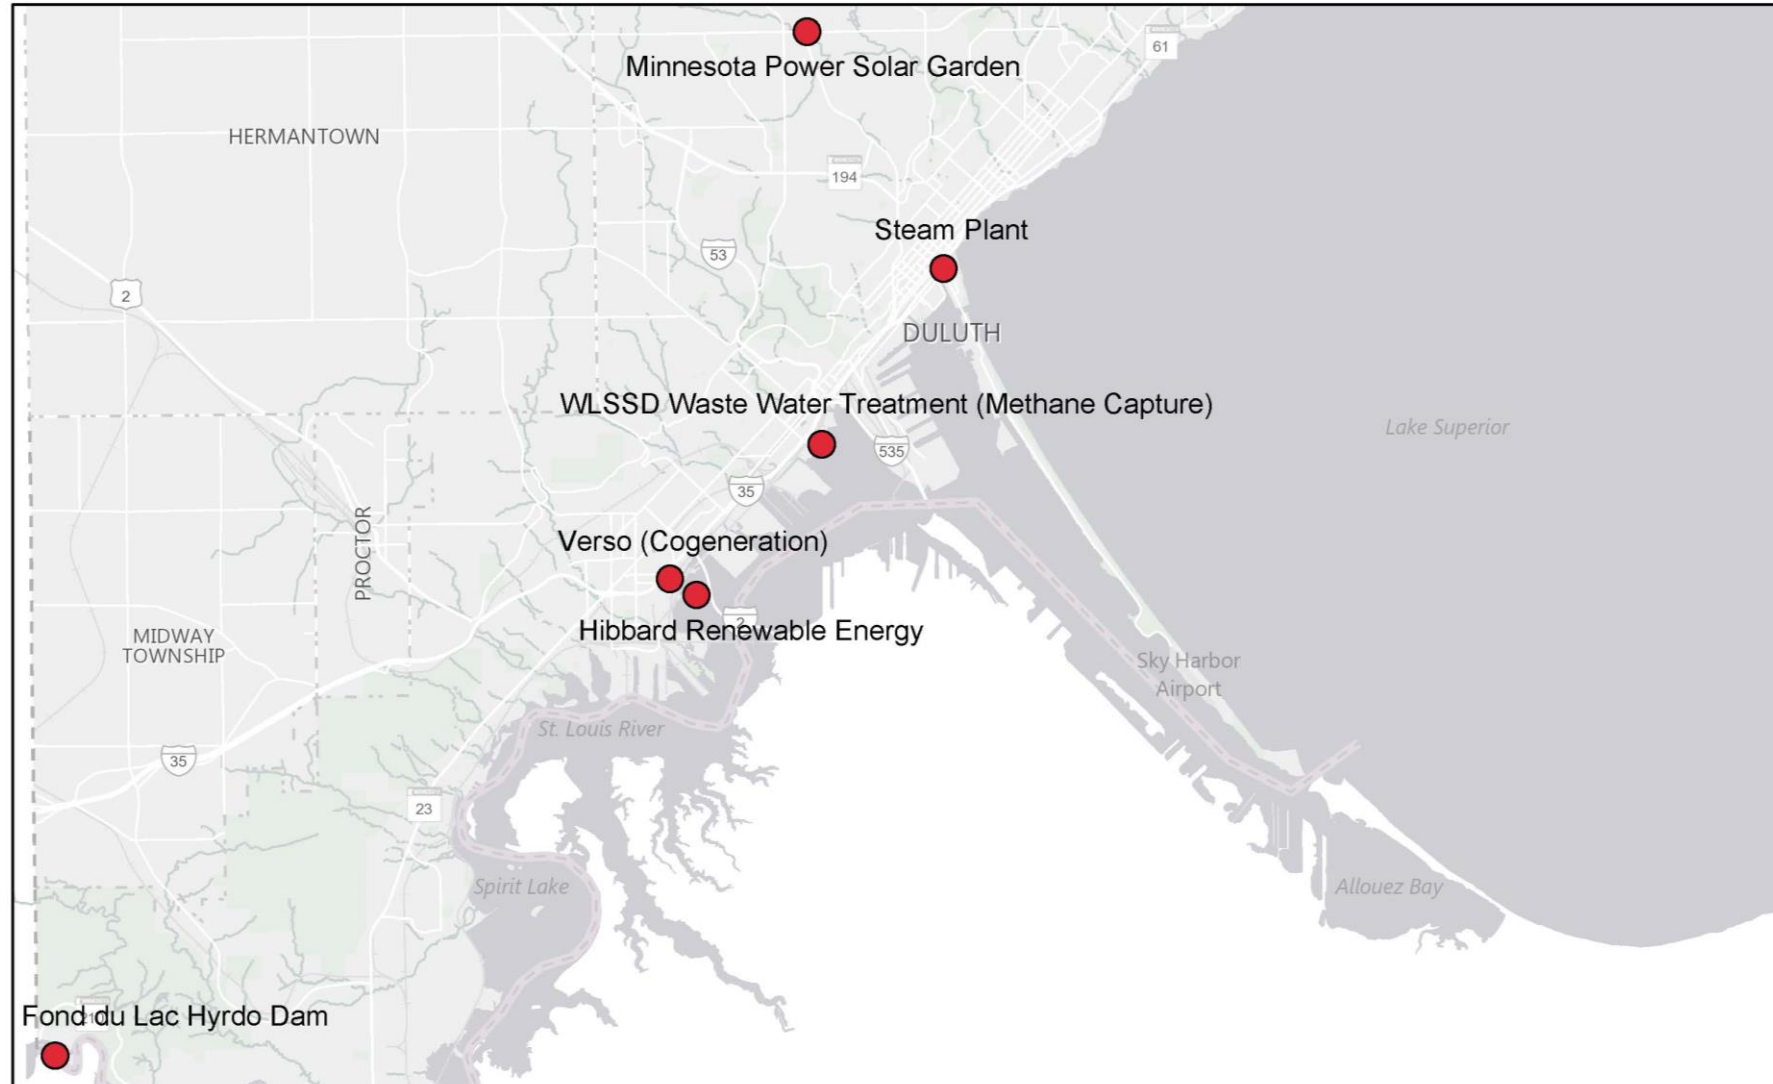 61
Minnesota Power Solar Garden
HERMANTOWN
194
Steam Plant
53
2
DULUTH
WLSSD Waste Water Treatment (Methane Capture)
Lake Superior
535
35
PROCTOR
Verso (Cogeneration)
2
Hibbard Renewable Energy
MIDWAY
TOWNSHIP
Sky Harbor
Airport
St. Louis River
35
23
Spirit Lake
Allouez Bay
Fond du Lac Hyrdo Dam
210